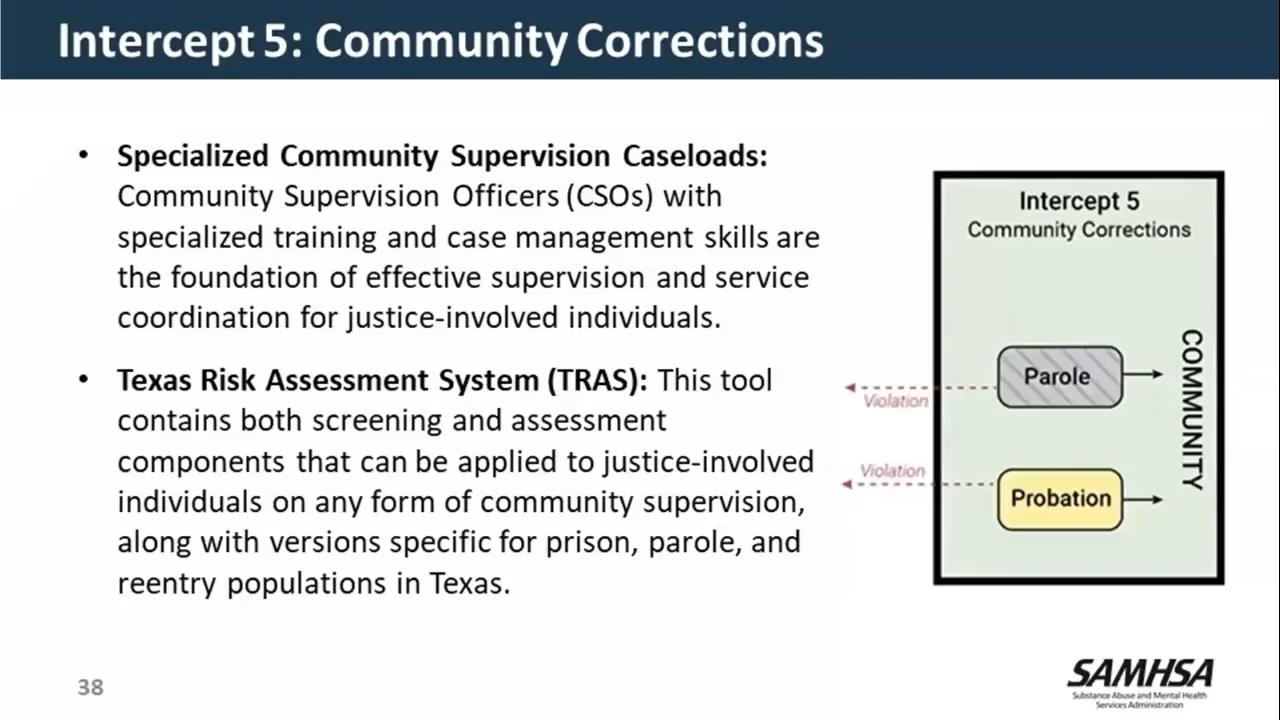 Intercept 5: Community Corrections
• Specialized Community Supervision Caseloads:
Community Supervision Officers (CSOs) with
specialized training and case management skills are
the foundation of effective supervision and service
coordination for justice-involved individuals.
• Texas Risk Assessment System (TRAS): This tool
contains both screening and assessment
components that can be applied to justice-involved
individuals on any form of community supervision,
along with versions specific for prison, parole, and
reentry populations in Texas.
Intercept 5
Community Corrections
Parole
Violation
Violation
Probation
COMMUNITY
38
SAMHSA
Substance Abuse and Mental Health
Services Administration